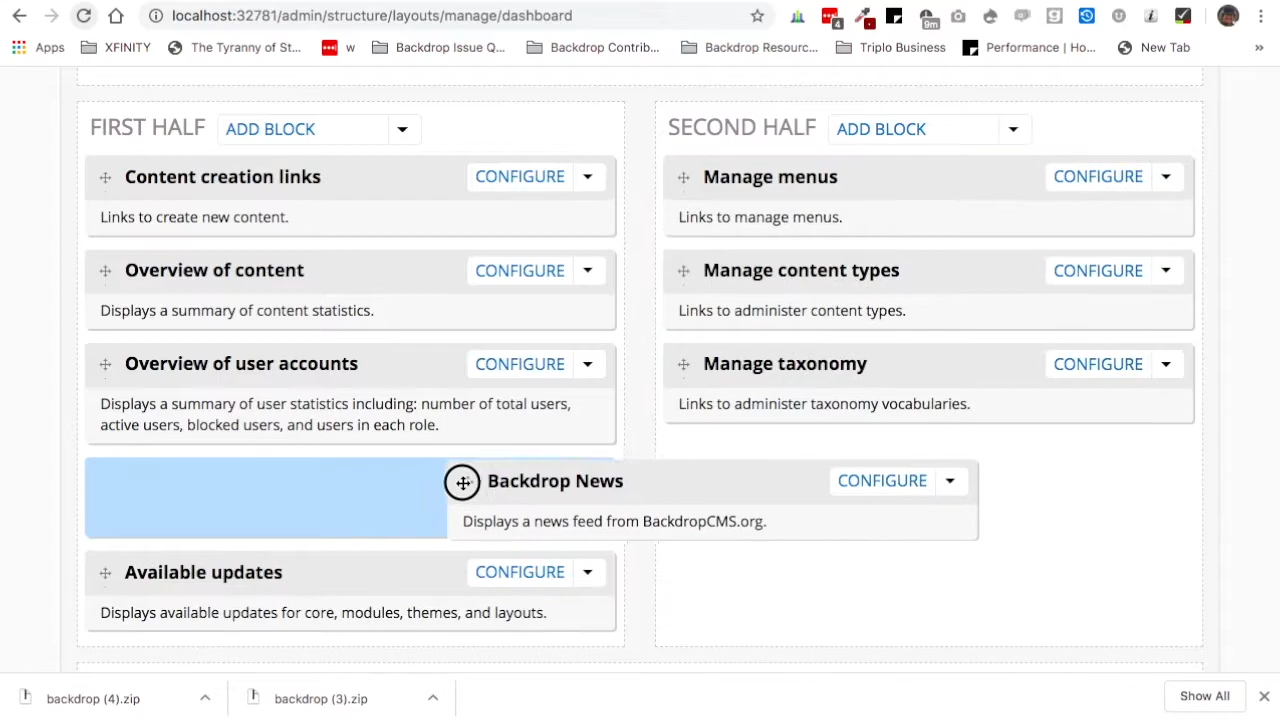 localhost:32781/admin/structure/layouts/manage/dashboard
4
9m
Apps XFINITY The Tyranny of St... w Backdrop Issue Q... Backdrop Contrib... Backdrop Resourc... Triplo Business Performance | Ho... New Tab »
FIRST HALF ADD BLOCK
SECOND HALF ADD BLOCK
Content creation links CONFIGURE
Links to create new content.
Overview of content CONFIGURE
Displays a summary of content statistics.
Overview of user accounts CONFIGURE
Displays a summary of user statistics including: number of total users,
active users, blocked users, and users in each role.
Manage menus CONFIGURE
Links to manage menus.
Manage content types CONFIGURE
Links to administer content types.
Manage taxonomy CONFIGURE
Links to administer taxonomy vocabularies.
Backdrop News CONFIGURE
Displays a news feed from BackdropCMS.org.
Available updates CONFIGURE
Displays available updates for core, modules, themes, and layouts.
backdrop (4).zip backdrop (3).zip Show All